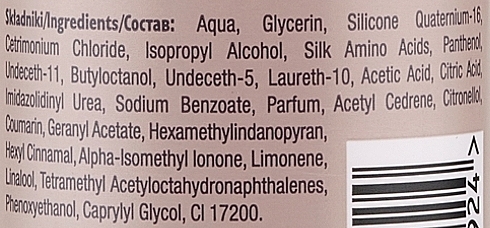 Składniki/Ingredients/Состав: Aqua, Glycerin, Silicone Quaternium-16,
Cetrimonium Chloride, Isopropyl Alcohol, Silk Amino Acids, Panthenol,
Undeceth-11, Butyloctanol, Undeceth-5, Laureth-10, Acetic Acid, Citric Acid,
Imidazolidinyl Urea, Sodium Benzoate, Parfum, Acetyl Cedrene, Citronellol,
Coumarin, Geranyl Acetate, Hexamethylindanopyran,
Hexyl Cinnamal, Alpha-Isomethyl Ionone, Limonene,
Linalool, Tetramethyl Acetyloctahydronaphthalenes,
Phenoxyethanol, Caprylyl Glycol, CI 17200.